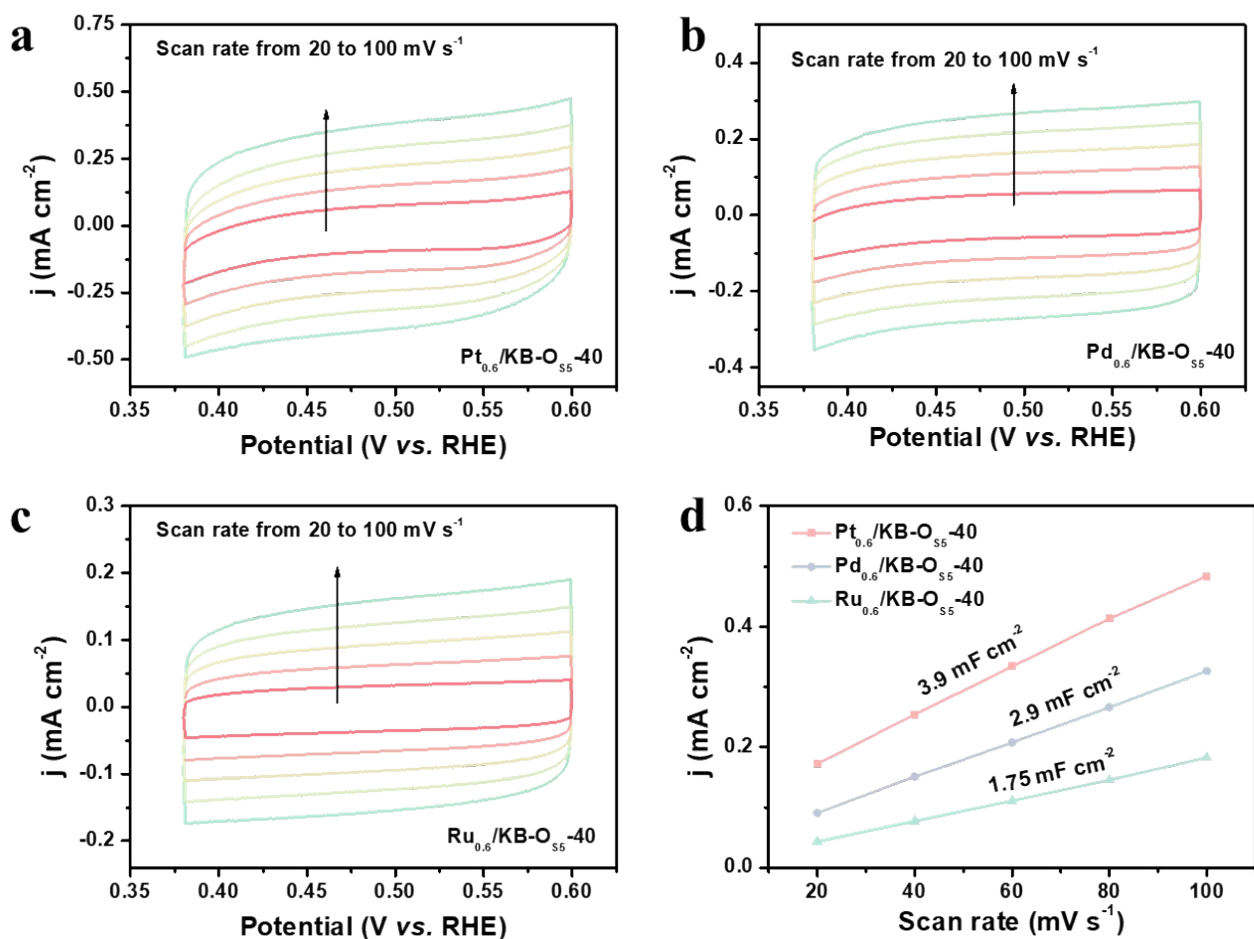 a
Scan rate from 20 to 100 mV s⁻¹
0.75
0.50
0.25
0.00
-0.25
-0.50
j (mA cm⁻²)
Pt₀.₆/KB-O_S5-40
0.35 0.40 0.45 0.50 0.55 0.60
Potential (V vs. RHE)
b
Scan rate from 20 to 100 mV s⁻¹
0.4
0.2
0.0
-0.2
-0.4
j (mA cm⁻²)
Pd₀.₆/KB-O_S5-40
0.35 0.40 0.45 0.50 0.55 0.60
Potential (V vs. RHE)
c
Scan rate from 20 to 100 mV s⁻¹
0.3
0.2
0.1
0.0
-0.1
-0.2
j (mA cm⁻²)
Ru₀.₆/KB-O_S5-40
0.35 0.40 0.45 0.50 0.55 0.60
Potential (V vs. RHE)
d
0.6
0.4
0.2
0.0
j (mA cm⁻²)
Pt₀.₆/KB-O_S5-40
Pd₀.₆/KB-O_S5-40
Ru₀.₆/KB-O_S5-40
3.9 mF cm⁻²
2.9 mF cm⁻²
1.75 mF cm⁻²
20 40 60 80 100
Scan rate (mV s⁻¹)